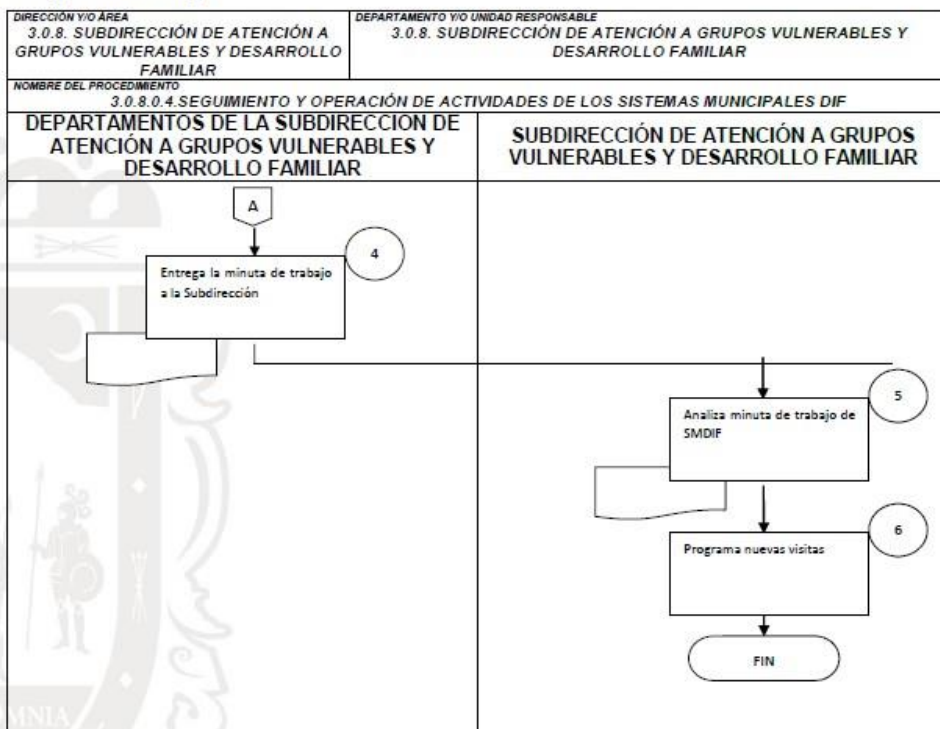 DIRECCIÓN Y/O ÁREA
3.0.8. SUBDIRECCIÓN DE ATENCIÓN A
GRUPOS VULNERABLES Y DESARROLLO
FAMILIAR
DEPARTAMENTO Y/O UNIDAD RESPONSABLE
3.0.8. SUBDIRECCIÓN DE ATENCIÓN A GRUPOS VULNERABLES Y
DESARROLLO FAMILIAR
NOMBRE DEL PROCEDIMIENTO
3.0.8.0.4.SEGUIMIENTO Y OPERACIÓN DE ACTIVIDADES DE LOS SISTEMAS MUNICIPALES DIF
DEPARTAMENTOS DE LA SUBDIRECCION DE
ATENCIÓN A GRUPOS VULNERABLES Y
DESARROLLO FAMILIAR
SUBDIRECCIÓN DE ATENCIÓN A GRUPOS
VULNERABLES Y DESARROLLO FAMILIAR
A
4
Entrega la minuta de trabajo
a la Subdirección
5
Analiza minuta de trabajo de
SMDIF
6
Programa nuevas visitas
FIN
MNIA